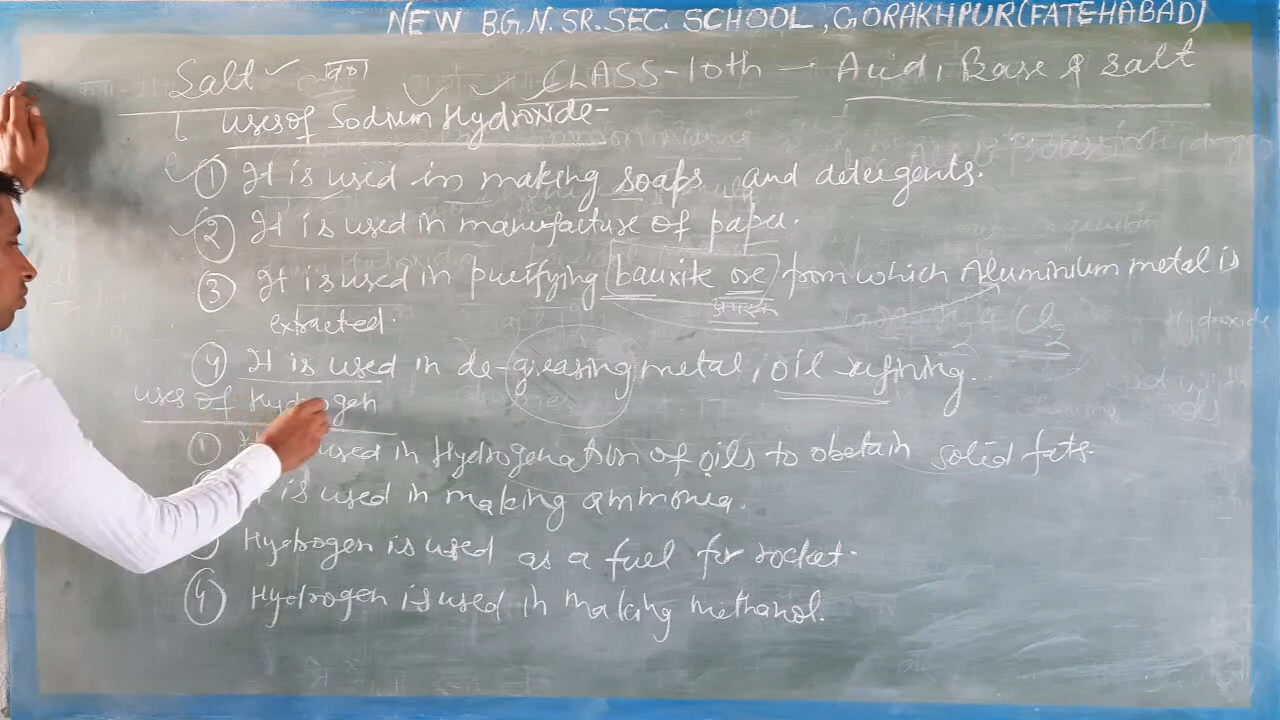 NEW B.G.N. SR. SEC. SCHOOL, GORAKHPUR (FATEHABAD)
Salt CLASS-10th - Acid, Base & Salt
Uses of Sodium Hydroxide-
① It is used in making soaps and detergents.
② It is used in manufacture of paper.
③ It is used in purifying bauxite ore from which Aluminium metal is
extracted.
④ It is used in de-greasing metal, oil refining.
uses of Hydrogen
① used in Hydrogenation of oils to obetain solid fats.
is used in making ammonia.
Hydrogen is used as a fuel for rocket.
④ Hydrogen is used in making methanol.